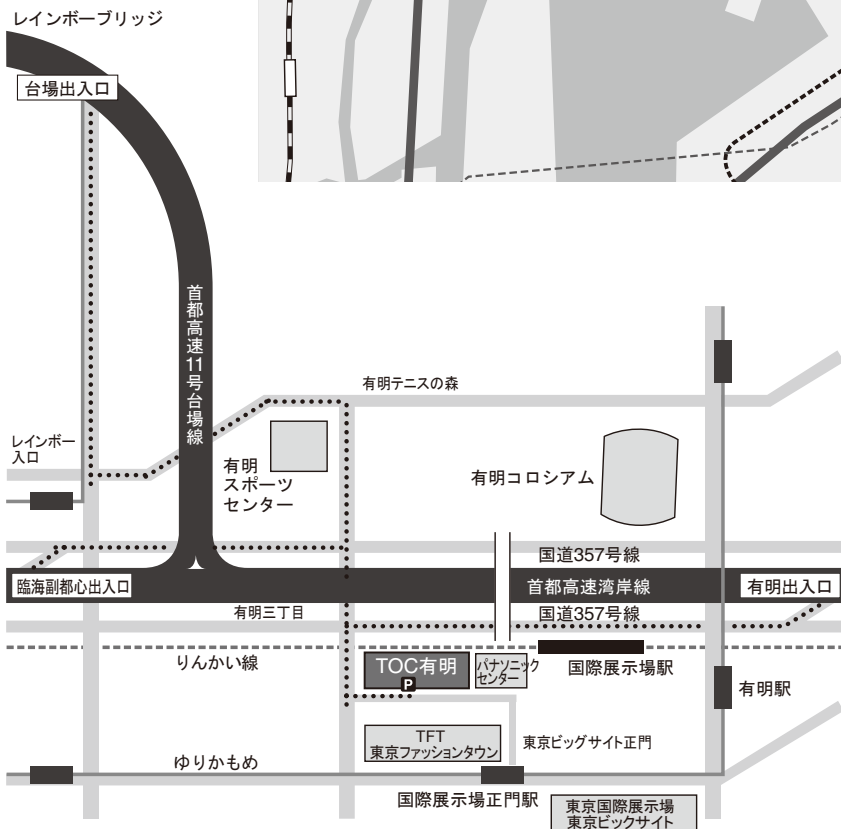 レインボーブリッジ
台場出入口
首都高速11号台場線
有明テニスの森
レインボー
入口
有明
スポーツ
センター
有明コロシアム
国道357号線
臨海副都心出入口
首都高速湾岸線
有明出入口
有明三丁目
国道357号線
りんかい線
TOC有明
P
パナソニック
センター
国際展示場駅
有明駅
TFT
東京ファッションタウン
東京ビッグサイト正門
ゆりかもめ
国際展示場正門駅
東京国際展示場
東京ビックサイト